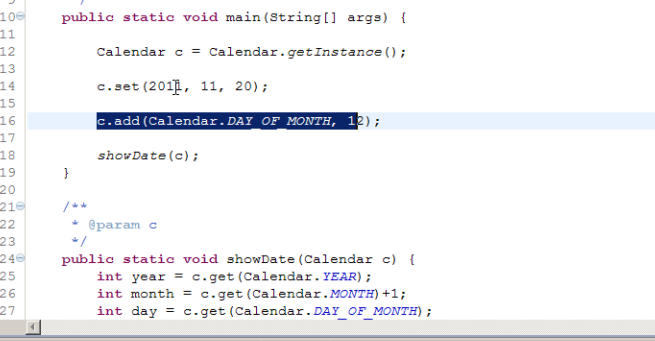 */
10 public static void main(String[] args) {
11
12 Calendar c = Calendar.getInstance();
13
14 c.set(2011, 11, 20);
15
16 c.add(Calendar.DAY_OF_MONTH, 12);
17
18 showDate(c);
19 }
20
21 /**
22 * @param c
23 */
24 public static void showDate(Calendar c) {
25 int year = c.get(Calendar.YEAR);
26 int month = c.get(Calendar.MONTH)+1;
27 int day = c.get(Calendar.DAY_OF_MONTH);